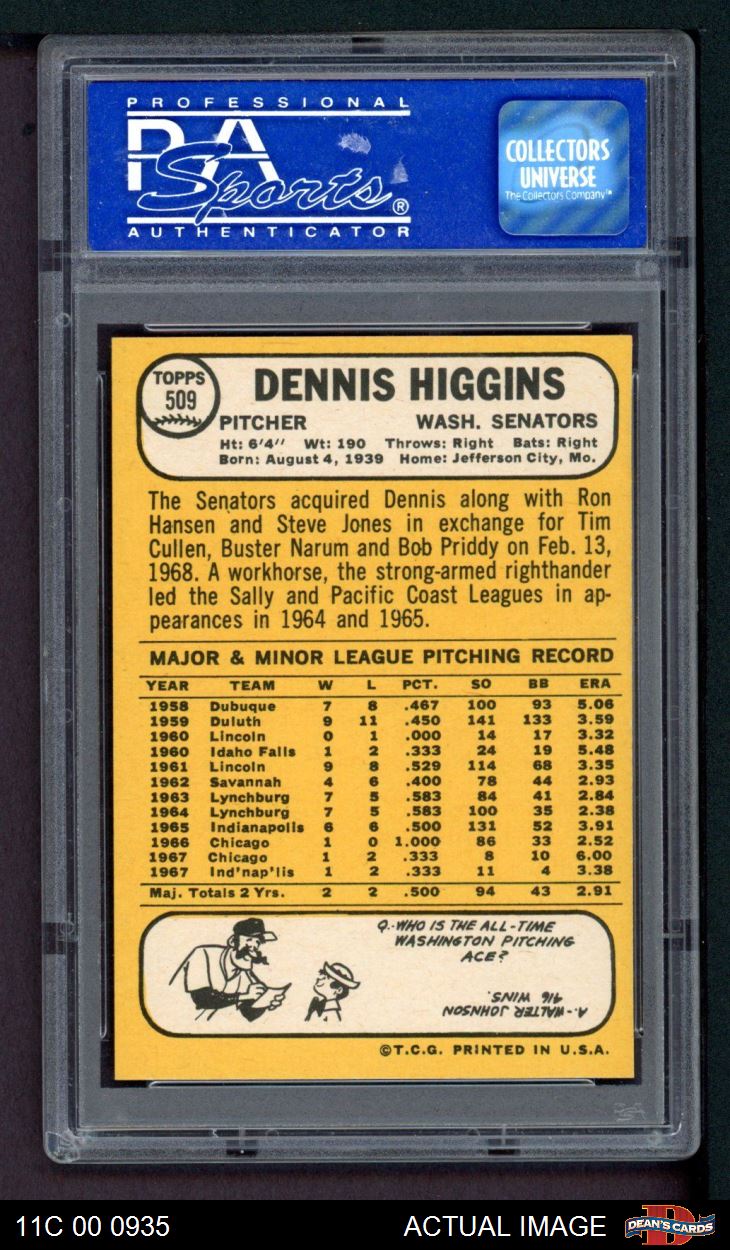 PROFESSIONAL
PSA
Sports®
AUTHENTICATOR
COLLECTORS
UNIVERSE
The Collectors Company™
TOPPS
509
DENNIS HIGGINS
PITCHER WASH. SENATORS
Ht: 6'4" Wt: 190 Throws: Right Bats: Right
Born: August 4, 1939 Home: Jefferson City, Mo.
The Senators acquired Dennis along with Ron
Hansen and Steve Jones in exchange for Tim
Cullen, Buster Narum and Bob Priddy on Feb. 13,
1968. A workhorse, the strong-armed righthander
led the Sally and Pacific Coast Leagues in ap-
pearances in 1964 and 1965.
MAJOR & MINOR LEAGUE PITCHING RECORD
YEAR TEAM W L PCT. SO BB ERA
1958 Dubuque 7 8 .467 100 93 5.06
1959 Duluth 9 11 .450 141 133 3.59
1960 Lincoln 0 1 .000 14 17 3.32
1960 Idaho Falls 1 2 .333 24 19 5.48
1961 Lincoln 9 8 .529 114 68 3.35
1962 Savannah 4 6 .400 78 44 2.93
1963 Lynchburg 7 5 .583 84 41 2.84
1964 Lynchburg 7 5 .583 100 35 2.38
1965 Indianapolis 6 6 .500 131 52 3.91
1966 Chicago 1 0 1.000 86 33 2.52
1967 Chicago 1 2 .333 8 10 6.00
1967 Ind'nap'lis 1 2 .333 11 4 3.38
Maj. Totals 2 Yrs. 2 2 .500 94 43 2.91
Q.-WHO IS THE ALL-TIME
WASHINGTON PITCHING
ACE?
A.-WALTER JOHNSON
416 WINS.
©T.C.G. PRINTED IN U.S.A.
11C 00 0935 ACTUAL IMAGE
DEAN'S CARDS